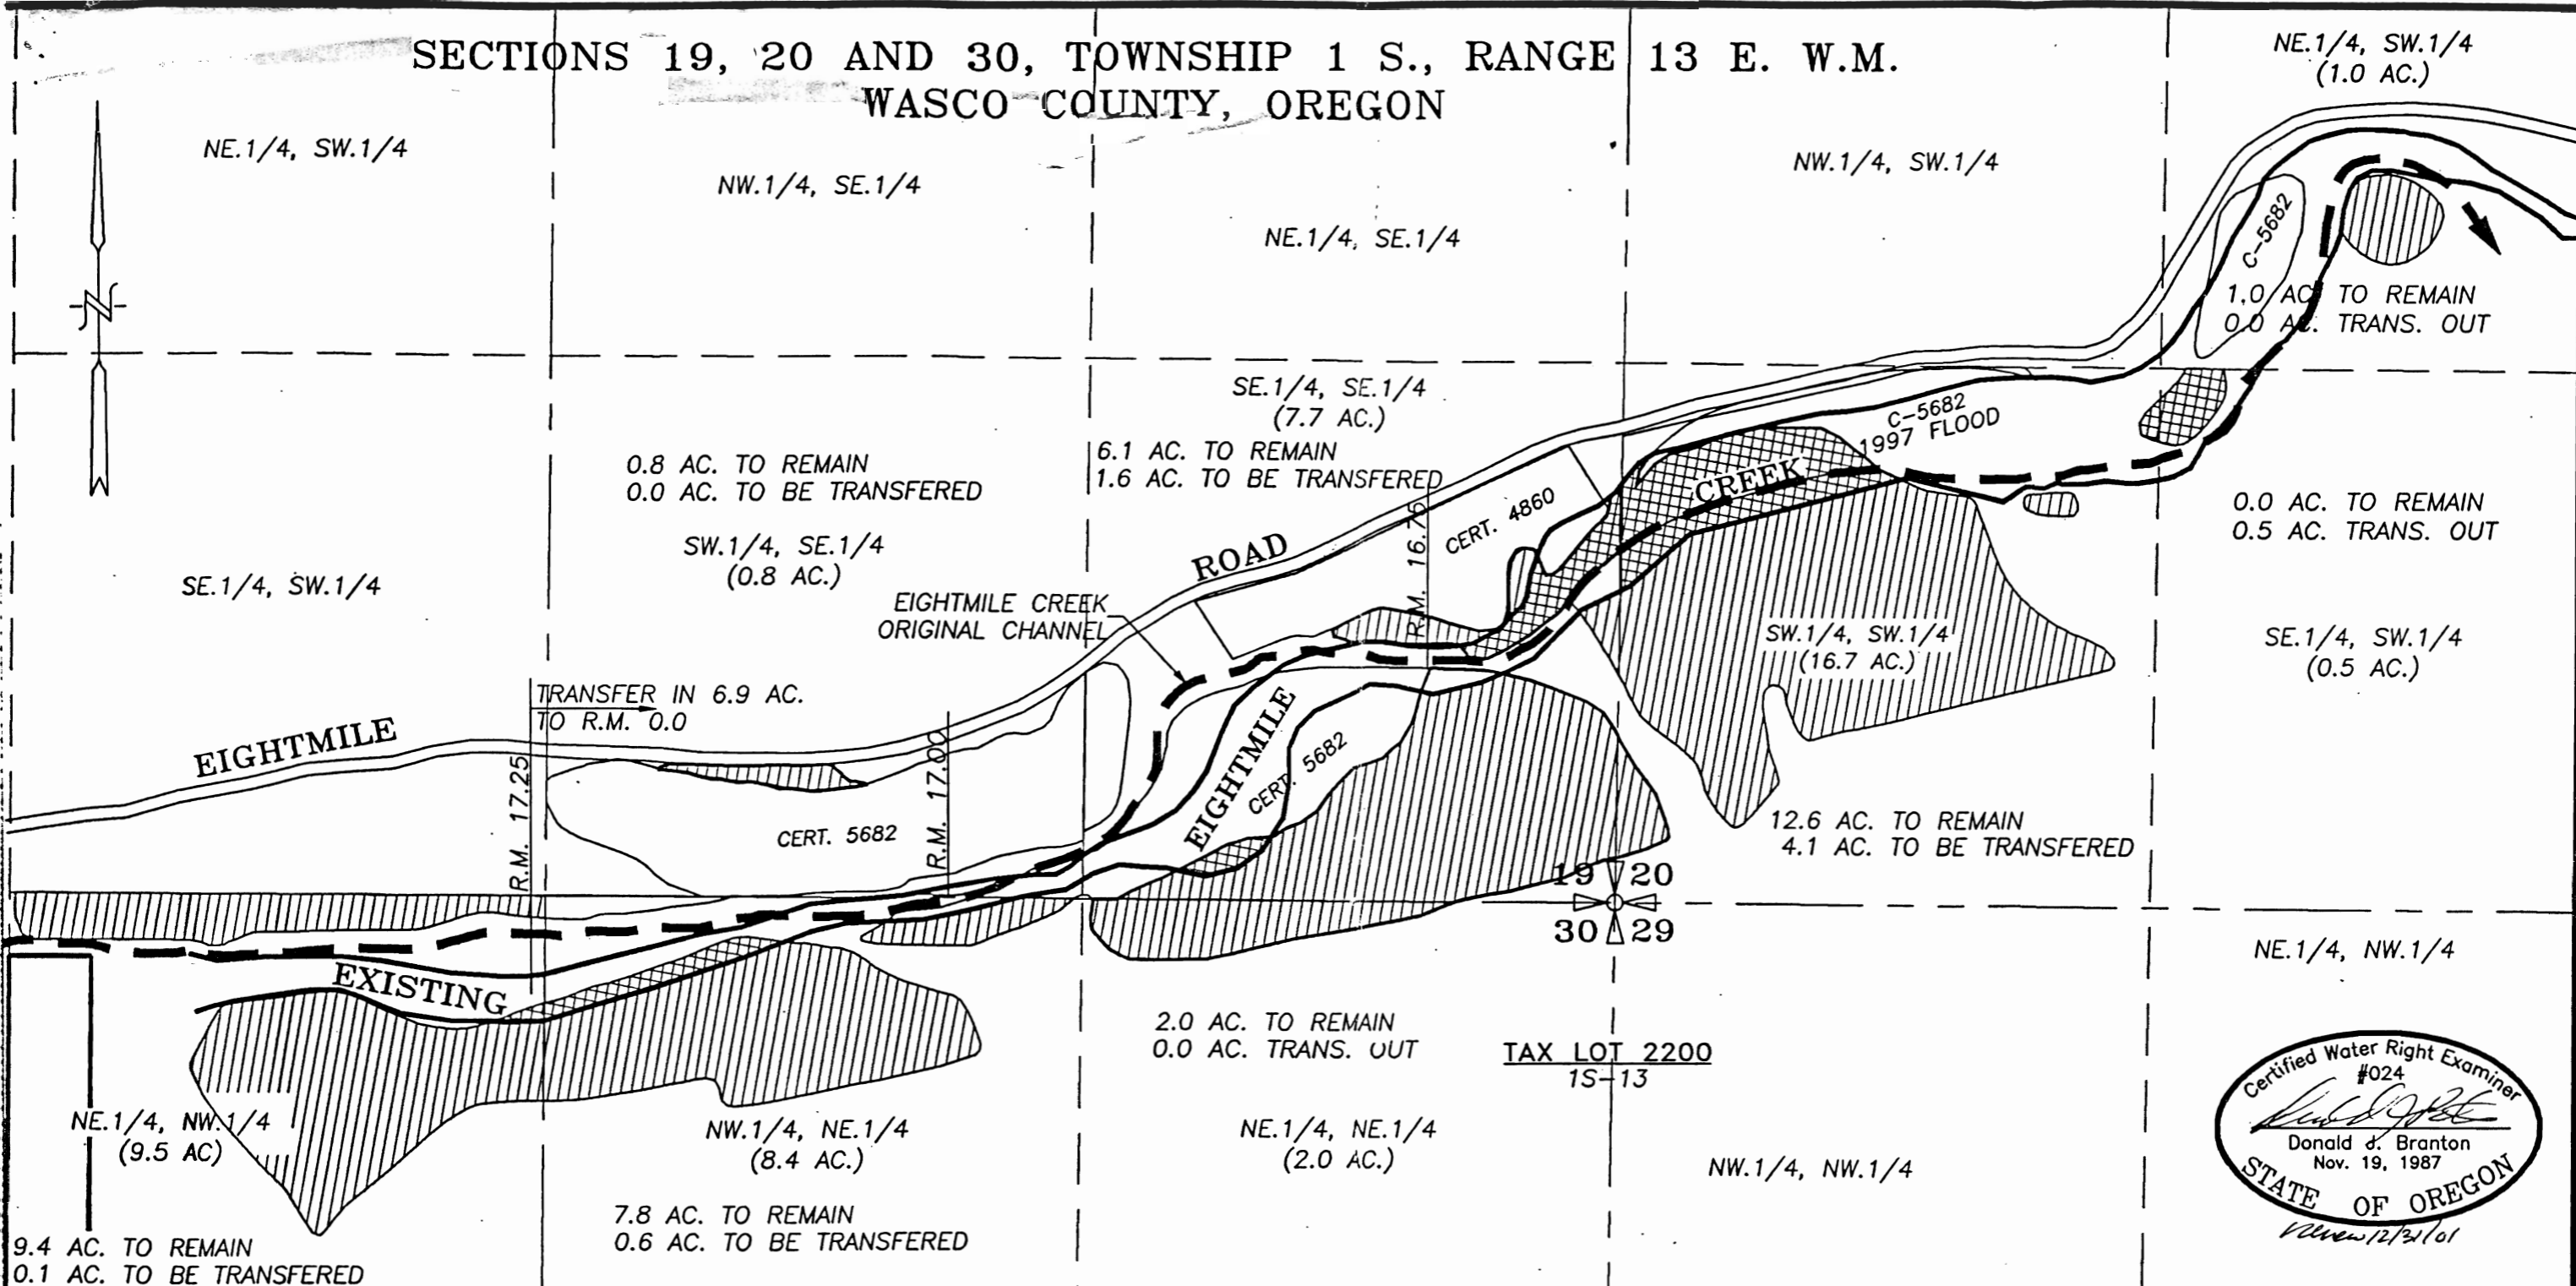 SECTIONS 19, 20 AND 30, TOWNSHIP 1 S., RANGE 13 E. W.M.
WASCO COUNTY, OREGON
NE.1/4, SW.1/4
(1.0 AC.)
NE.1/4, SW.1/4
NW.1/4, SE.1/4
NE.1/4, SE.1/4
NW.1/4, SW.1/4
N
C-5682
1.0 AC. TO REMAIN
0.0 AC. TRANS. OUT
SE.1/4, SE.1/4
(7.7 AC.)
6.1 AC. TO REMAIN
1.6 AC. TO BE TRANSFERED
0.8 AC. TO REMAIN
0.0 AC. TO BE TRANSFERED
SW.1/4, SE.1/4
(0.8 AC.)
C-5682
1997 FLOOD
CREEK
CERT. 4860
R.M. 16.75
0.0 AC. TO REMAIN
0.5 AC. TRANS. OUT
SE.1/4, SW.1/4
ROAD
EIGHTMILE CREEK
ORIGINAL CHANNEL
SW.1/4, SW.1/4
(16.7 AC.)
SE.1/4, SW.1/4
(0.5 AC.)
TRANSFER IN 6.9 AC.
TO R.M. 0.0
EIGHTMILE
R.M. 17.25
CERT. 5682
R.M. 17.00
EIGHTMILE
CERT. 5682
12.6 AC. TO REMAIN
4.1 AC. TO BE TRANSFERED
19 20
30 29
EXISTING
NE.1/4, NW.1/4
2.0 AC. TO REMAIN
0.0 AC. TRANS. OUT
TAX LOT 2200
1S-13
NE.1/4, NW.1/4
(9.5 AC)
NW.1/4, NE.1/4
(8.4 AC.)
NE.1/4, NE.1/4
(2.0 AC.)
NW.1/4, NW.1/4
7.8 AC. TO REMAIN
0.6 AC. TO BE TRANSFERED
9.4 AC. TO REMAIN
0.1 AC. TO BE TRANSFERED
Certified Water Right Examiner
#024
Donald J. Branton
Nov. 19, 1987
STATE OF OREGON
renew 12/31/01